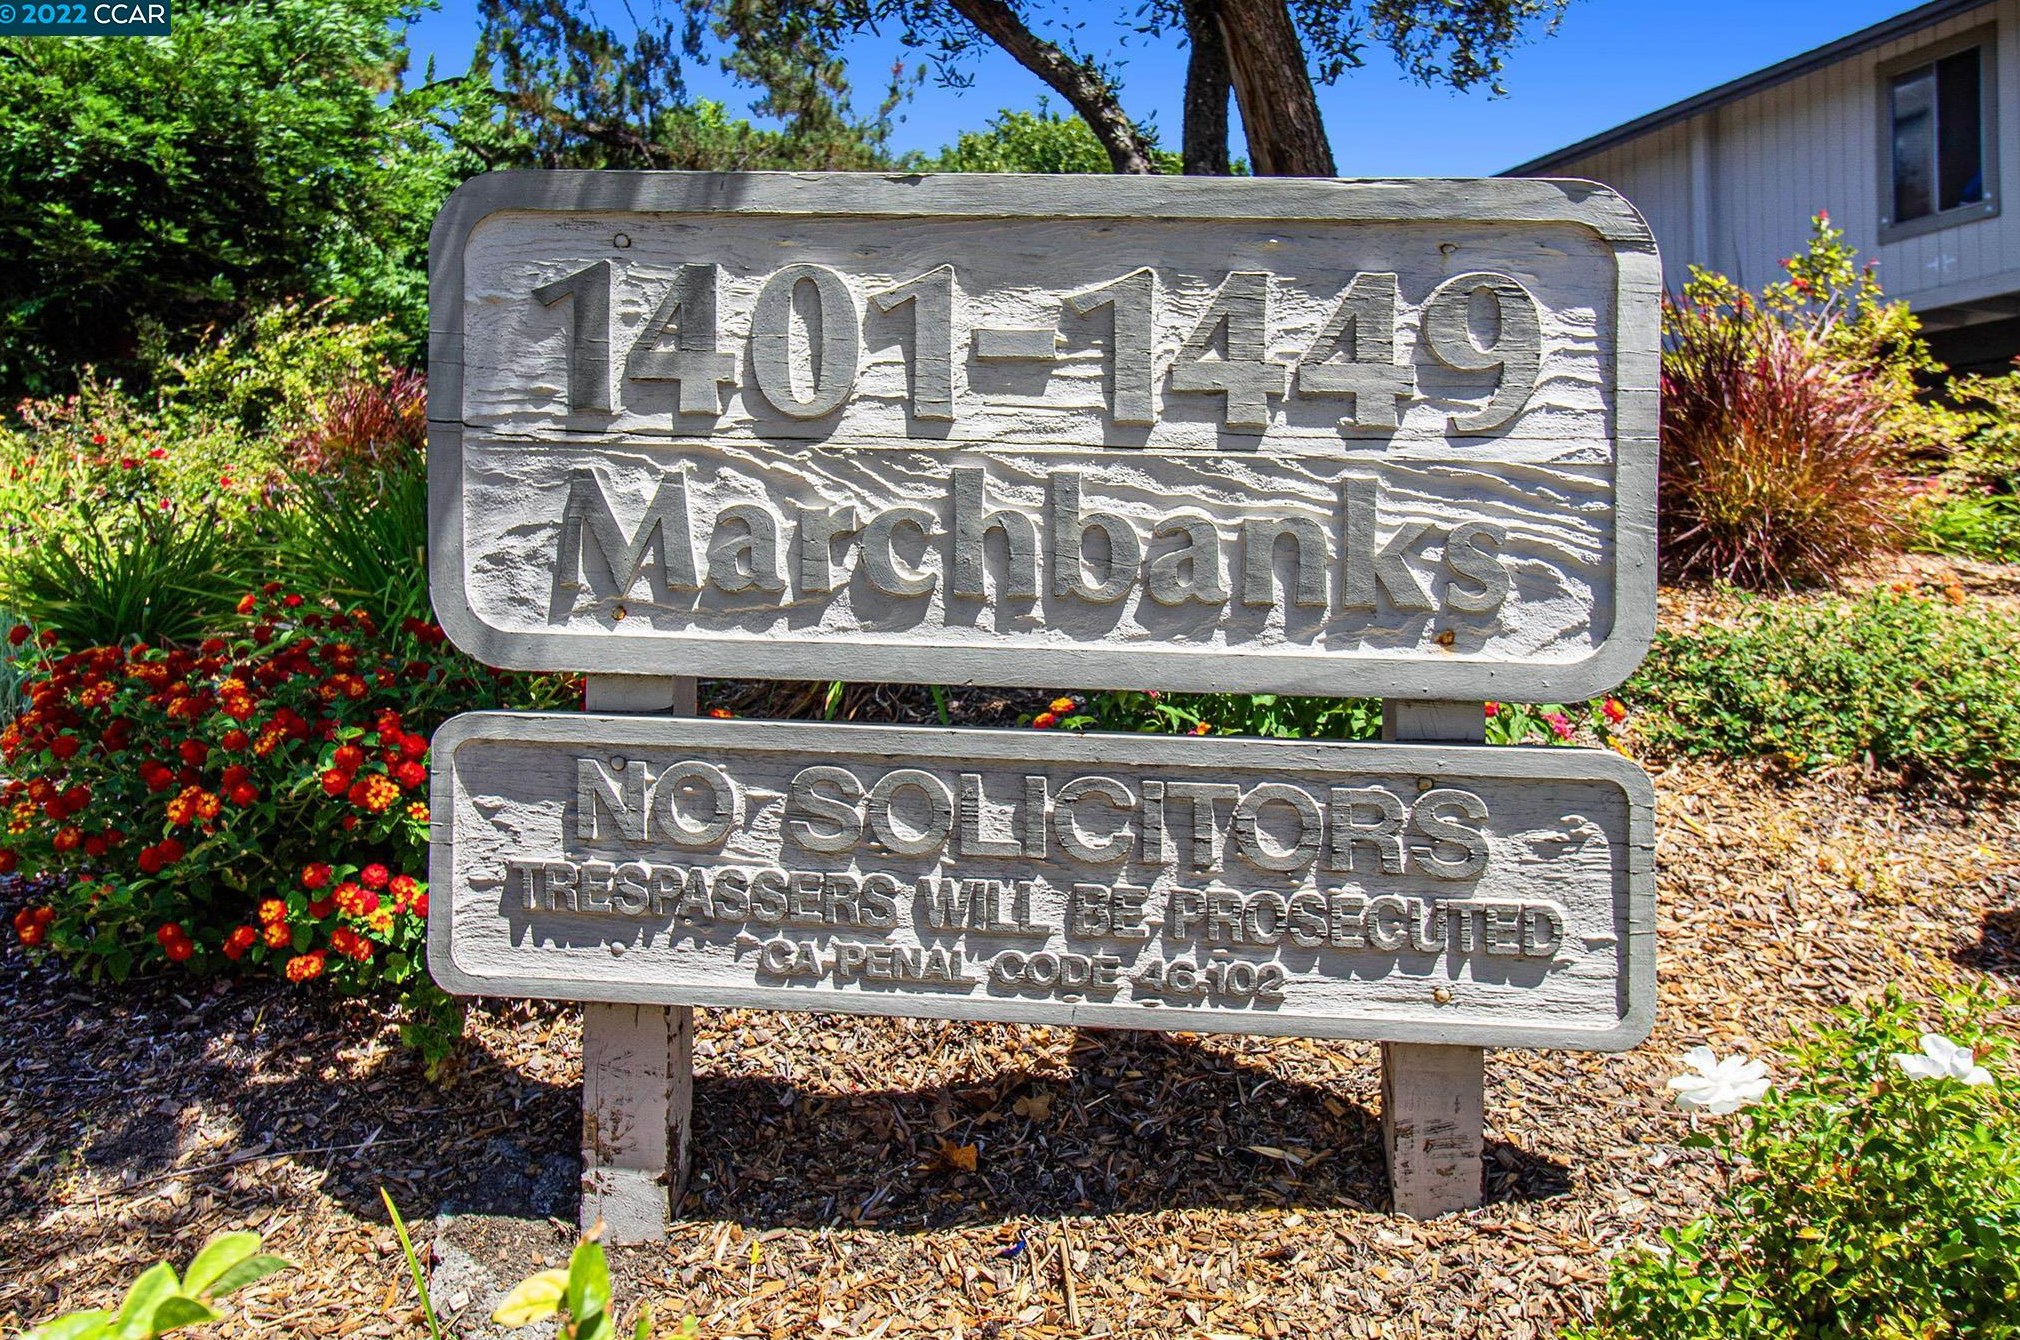 © 2022 CCAR
1401-1449
Marchbanks
NO SOLICITORS
TRESPASSERS WILL BE PROSECUTED
CA PENAL CODE 46.102